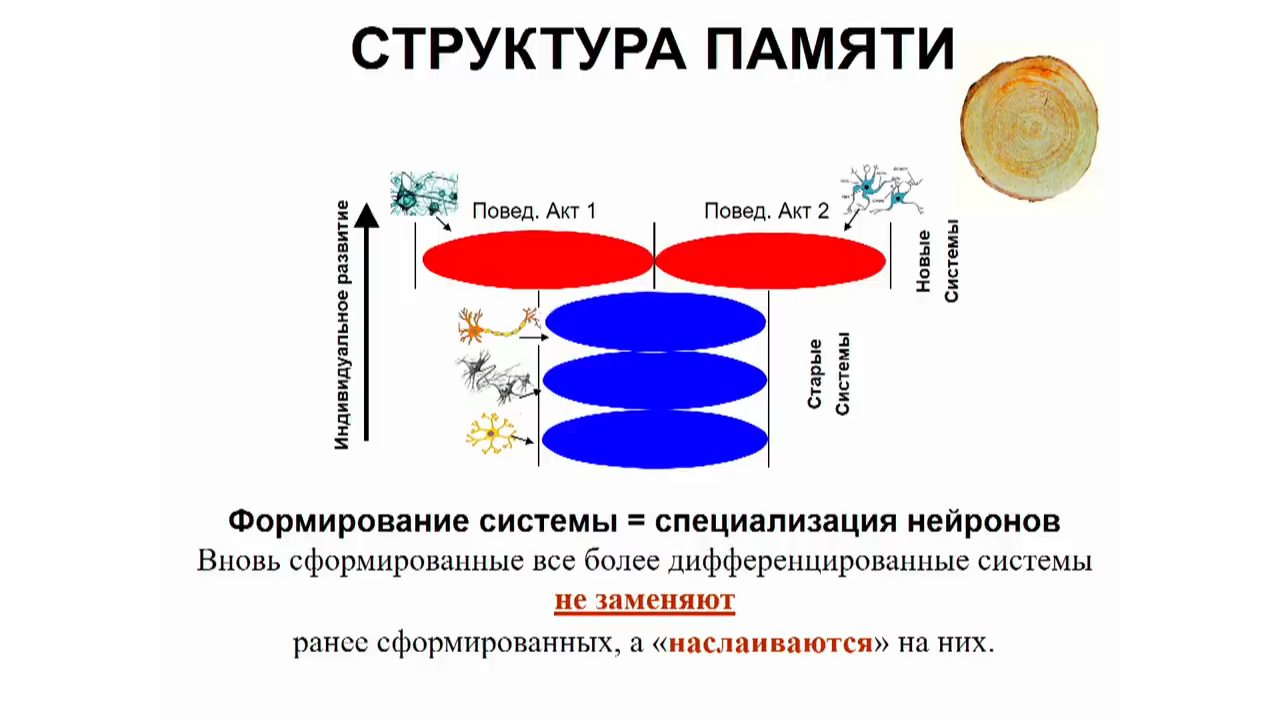 СТРУКТУРА ПАМЯТИ
Повед. Акт 1
Повед. Акт 2
Индивидуальное развитие
Новые
Системы
Старые
Системы
Формирование системы = специализация нейронов
Вновь сформированные все более дифференцированные системы
не заменяют
ранее сформированных, а «наслаиваются» на них.